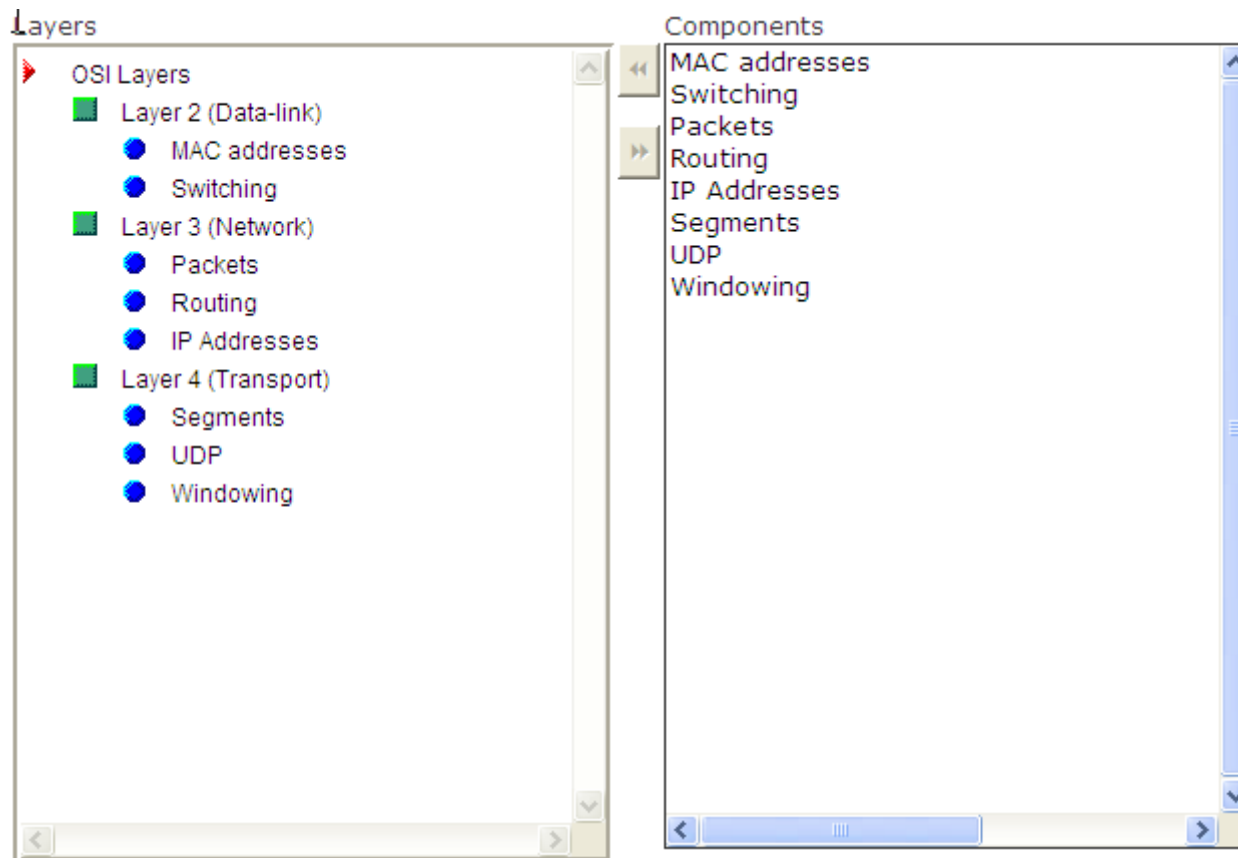 Layers
OSI Layers
Layer 2 (Data-link)
MAC addresses
Switching
Layer 3 (Network)
Packets
Routing
IP Addresses
Layer 4 (Transport)
Segments
UDP
Windowing
Components
MAC addresses
Switching
Packets
Routing
IP Addresses
Segments
UDP
Windowing